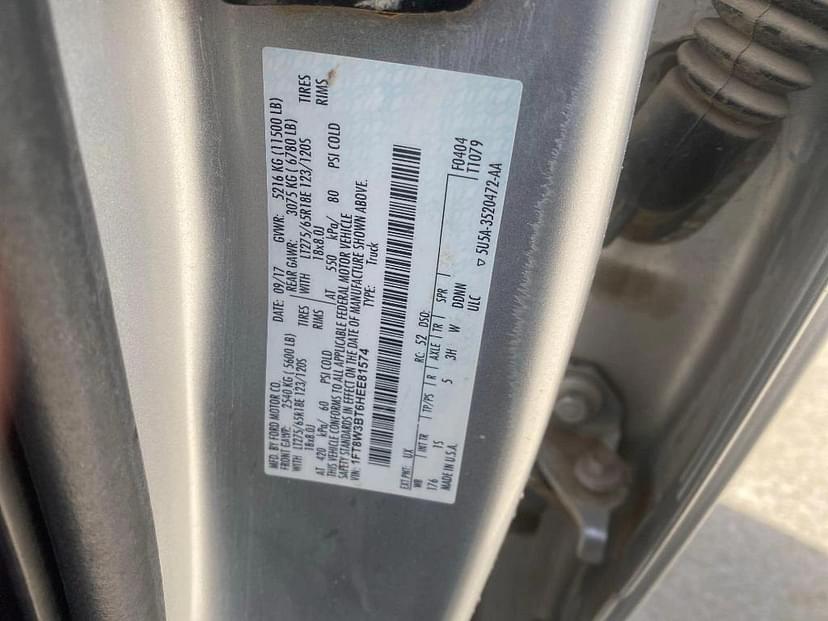 MFD. BY FORD MOTOR CO.
DATE: 09/17 GVWR: 5216 KG (11500 LB)
FRONT GAWR: 2540 KG ( 5600 LB) REAR GAWR: 3075 KG ( 6780 LB)
WITH LT275/65R18E 123/120S TIRES WITH LT275/65R18E 123/120S TIRES
18x8.0J RIMS 18x8.0J RIMS
AT 420 kPa/ 60 PSI COLD AT 550 kPa/ 80 PSI COLD
THIS VEHICLE CONFORMS TO ALL APPLICABLE FEDERAL MOTOR VEHICLE
SAFETY STANDARDS IN EFFECT ON THE DATE OF MANUFACTURE SHOWN ABOVE.
VIN: 1FT8W3BT6HEE81574 TYPE: Truck
EXT PNT: UX RC: 52 DSO: F0404
WB INT TR TP/PS R AXLE TR SPR T1079
176 15 5 3H W DDNN
MADE IN U.S.A. ULC
▽ 5U5A-3520472-AA